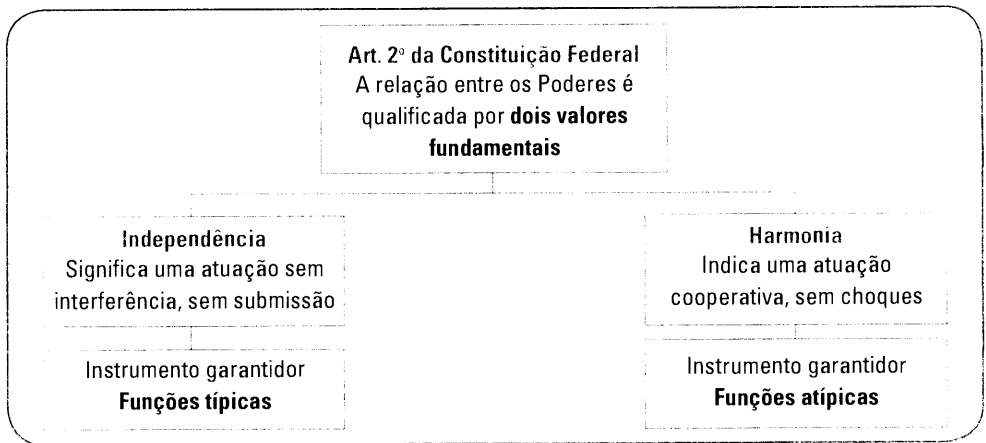 Art. 2º da Constituição Federal
A relação entre os Poderes é
qualificada por dois valores
fundamentais
Independência
Significa uma atuação sem
interferência, sem submissão
Instrumento garantidor
Funções típicas
Harmonia
Indica uma atuação
cooperativa, sem choques
Instrumento garantidor
Funções atípicas